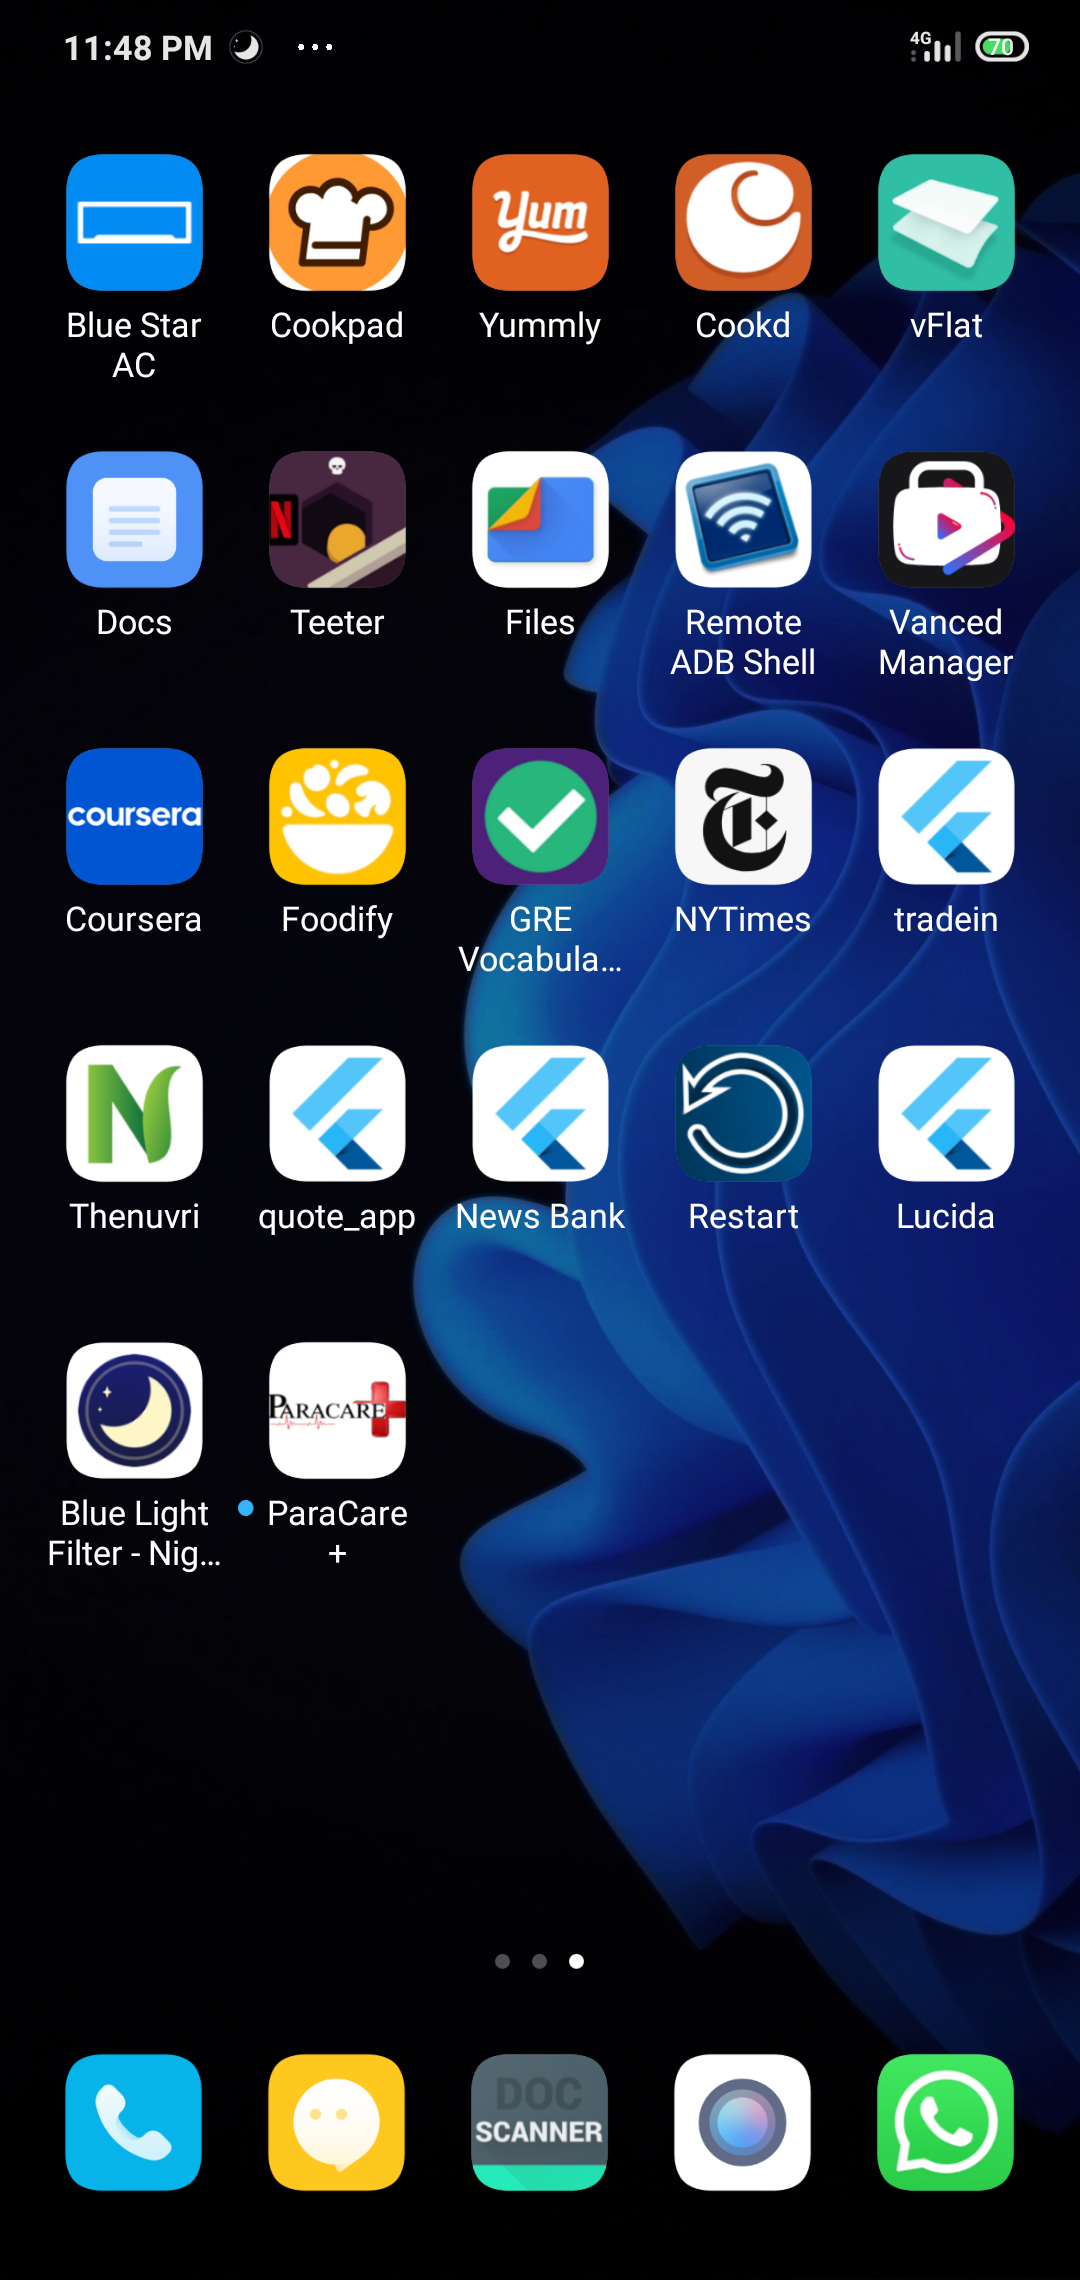 11:48 PM
4G
70
Yum
Blue Star
AC
Cookpad
Yummly
Cookd
vFlat
N
Docs
Teeter
Files
Remote
ADB Shell
Vanced
Manager
coursera
T
Coursera
Foodify
GRE
Vocabula...
NYTimes
tradein
N
Thenuvri
quote_app
News Bank
Restart
Lucida
PARACARE
Blue Light
Filter - Nig...
ParaCare
+
DOC
SCANNER